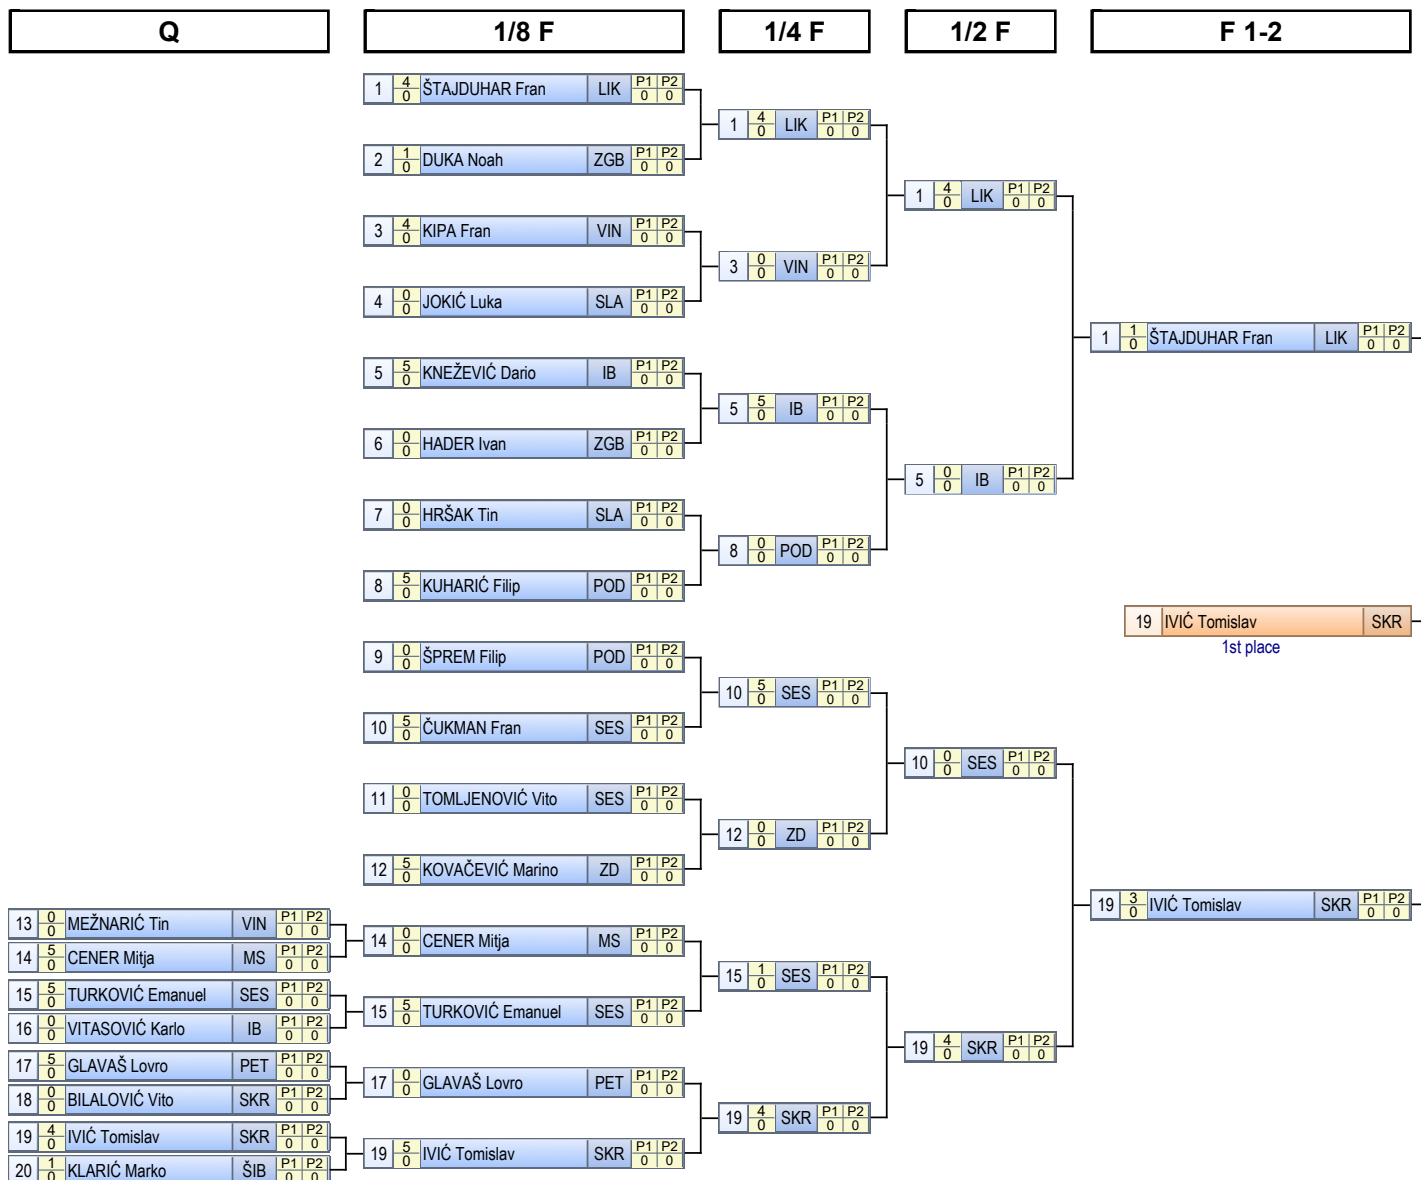 Q 1/8 F 1/4 F 1/2 F F 1-2
1 4 0 ŠTAJDUHAR Fran LIK P1 P2 0 0
2 1 0 DUKA Noah ZGB P1 P2 0 0
3 4 0 KIPA Fran VIN P1 P2 0 0
4 0 0 JOKIĆ Luka SLA P1 P2 0 0
5 5 0 KNEŽEVIĆ Dario IB P1 P2 0 0
6 0 0 HADER Ivan ZGB P1 P2 0 0
7 0 0 HRŠAK Tin SLA P1 P2 0 0
8 5 0 KUHARIĆ Filip POD P1 P2 0 0
9 0 0 ŠPREM Filip POD P1 P2 0 0
10 5 0 ČUKMAN Fran SES P1 P2 0 0
11 0 0 TOMLJENOVIĆ Vito SES P1 P2 0 0
12 5 0 KOVAČEVIĆ Marino ZD P1 P2 0 0
13 0 0 MEŽNARIĆ Tin VIN P1 P2 0 0
14 5 0 CENER Mitja MS P1 P2 0 0
15 5 0 TURKOVIĆ Emanuel SES P1 P2 0 0
16 0 0 VITASOVIĆ Karlo IB P1 P2 0 0
17 5 0 GLAVAŠ Lovro PET P1 P2 0 0
18 0 0 BILALOVIĆ Vito SKR P1 P2 0 0
19 4 0 IVIĆ Tomislav SKR P1 P2 0 0
20 1 0 KLARIĆ Marko ŠIB P1 P2 0 0
14 0 0 CENER Mitja MS P1 P2 0 0
15 5 0 TURKOVIĆ Emanuel SES P1 P2 0 0
17 0 0 GLAVAŠ Lovro PET P1 P2 0 0
19 5 0 IVIĆ Tomislav SKR P1 P2 0 0
1 4 0 LIK P1 P2 0 0
3 0 0 VIN P1 P2 0 0
5 5 0 IB P1 P2 0 0
8 0 0 POD P1 P2 0 0
10 5 0 SES P1 P2 0 0
12 0 0 ZD P1 P2 0 0
15 1 0 SES P1 P2 0 0
19 4 0 SKR P1 P2 0 0
1 4 0 LIK P1 P2 0 0
5 0 0 IB P1 P2 0 0
10 0 0 SES P1 P2 0 0
19 4 0 SKR P1 P2 0 0
1 1 0 ŠTAJDUHAR Fran LIK P1 P2 0 0
19 IVIĆ Tomislav SKR
1st place
19 3 0 IVIĆ Tomislav SKR P1 P2 0 0